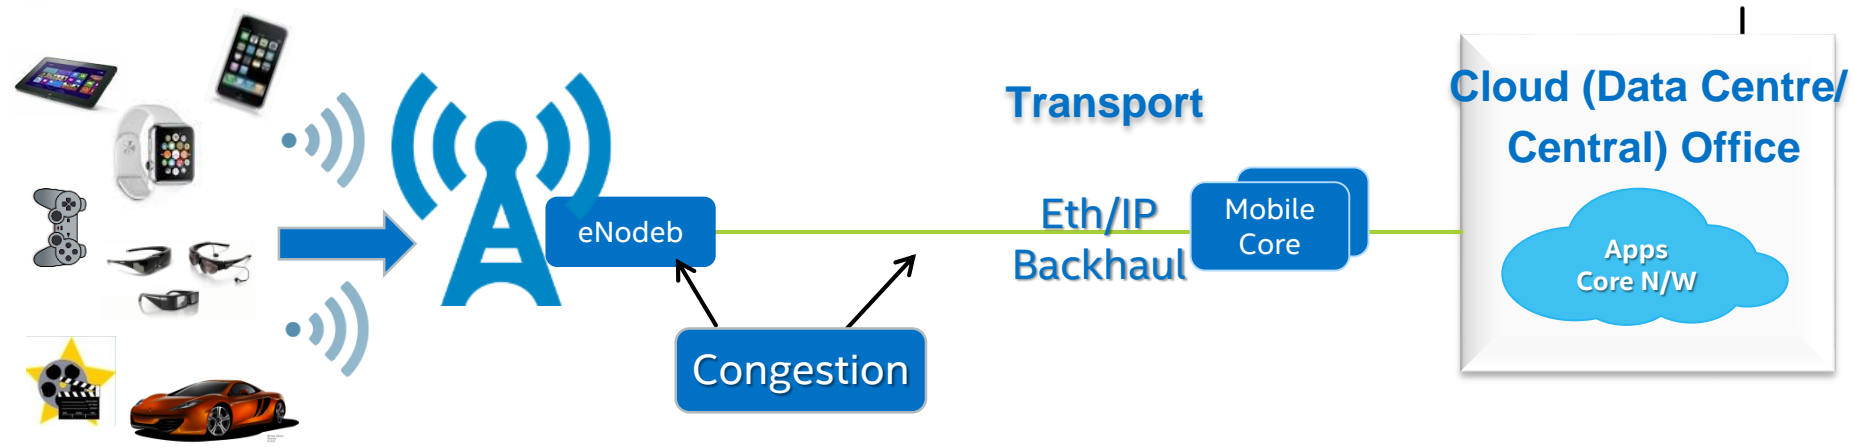 Transport
Cloud (Data Centre/
Central) Office
eNodeb
Eth/IP
Backhaul
Mobile
Core
Apps
Core N/W
Congestion